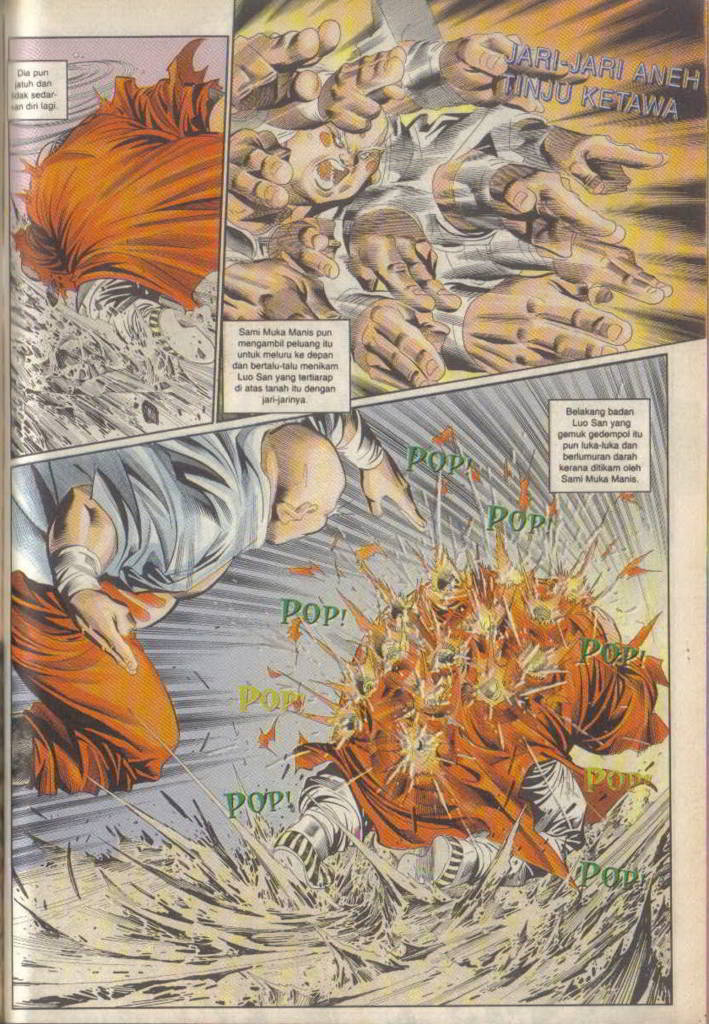 Dia pun
jatuh dan
tidak sedar-
kan diri lagi.
JARI-JARI ANEH
TINJU KETAWA
Sami Muka Manis pun
mengambil peluang itu
untuk meluru ke depan
dan bertalu-talu menikam
Luo San yang tertiarap
di atas tanah itu dengan
jari-jarinya.
Belakang badan
Luo San yang
gemuk gedempol itu
pun luka-luka dan
berlumuran darah
kerana ditikam oleh
Sami Muka Manis.
POP!
POP!
POP!
POP!
POP!
POP!
POP!
POP!